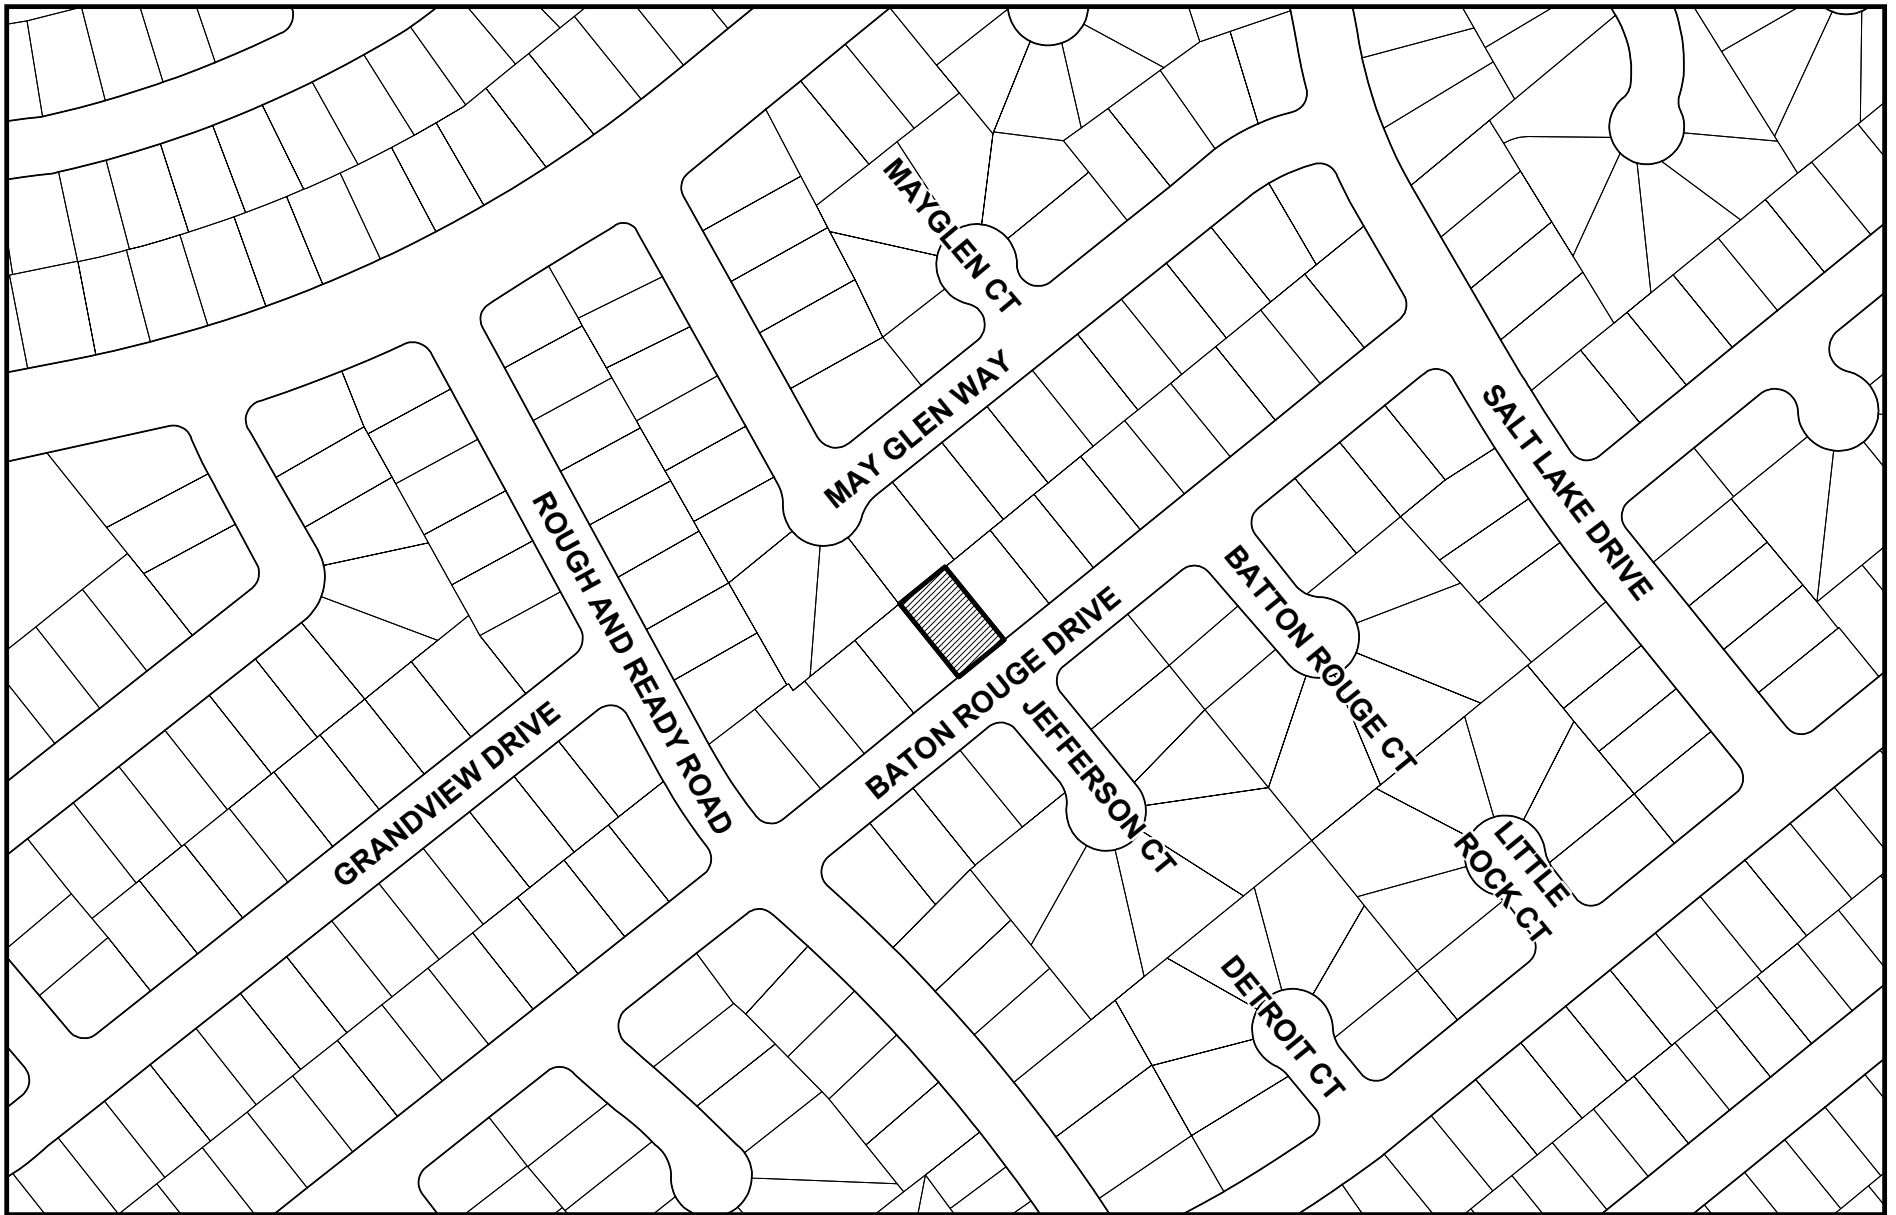 MAYGLEN CT
MAY GLEN WAY
SALT LAKE DRIVE
ROUGH AND READY ROAD
BATTON ROUGE CT
BATON ROUGE DRIVE
JEFFERSON CT
GRANDVIEW DRIVE
LITTLE
ROCK CT
DETROIT CT